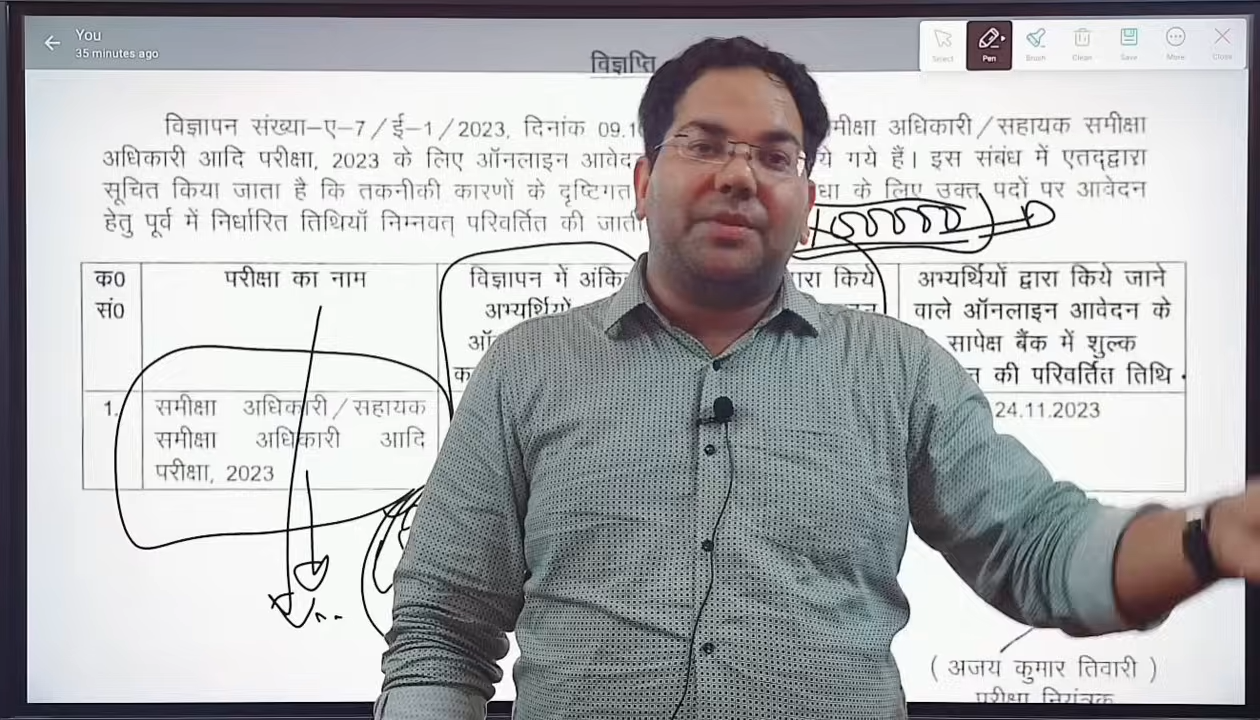 You
35 minutes ago
Select Pen Brush Clean Save More Close
विज्ञप्ति
विज्ञापन संख्या-ए-7/ई-1/2023, दिनांक 09.1 मीक्षा अधिकारी/सहायक समीक्षा
अधिकारी आदि परीक्षा, 2023 के लिए ऑनलाइन आवेद ये गये हैं। इस संबंध में एतद्द्वारा
सूचित किया जाता है कि तकनीकी कारणों के दृष्टिगत धा के लिए उक्त पदों पर आवेदन
हेतु पूर्व में निर्धारित तिथियाँ निम्नवत् परिवर्तित की जाती
क0 सं0
परीक्षा का नाम
विज्ञापन में अंकि रा किये
अभ्यर्थियों
अभ्यर्थियों द्वारा किये जाने
वाले ऑनलाइन आवेदन के
सापेक्ष बैंक में शुल्क
की परिवर्तित तिथि
1.
समीक्षा अधिकारी/सहायक
समीक्षा अधिकारी आदि
परीक्षा, 2023
24.11.2023
( अजय कुमार तिवारी )
परीक्षा नियंत्रक